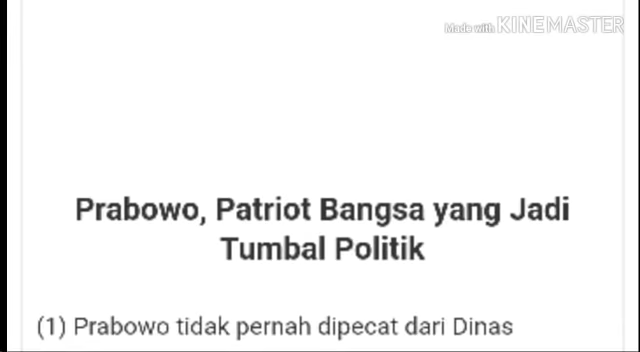 Made with KINEMASTER
Prabowo, Patriot Bangsa yang Jadi
Tumbal Politik
(1) Prabowo tidak pernah dipecat dari Dinas